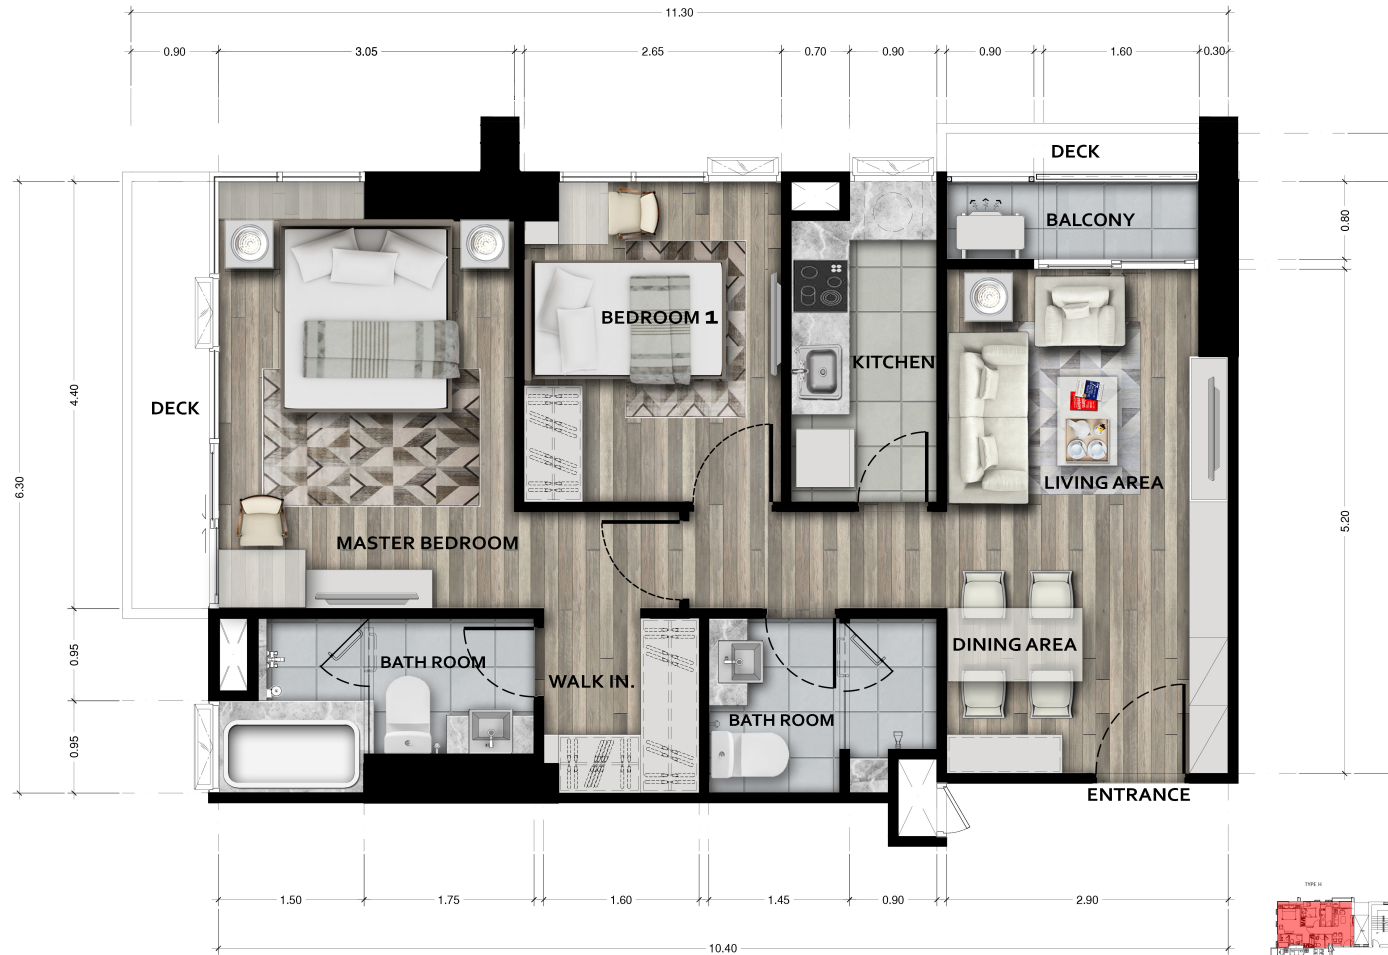 11.30
0.90
3.05
2.65
0.70
0.90
0.90
1.60
0.30
DECK
BALCONY
0.80
BEDROOM 1
KITCHEN
4.40
DECK
LIVING AREA
6.30
5.20
MASTER BEDROOM
DINING AREA
0.95
BATH ROOM
WALK IN.
BATH ROOM
0.95
ENTRANCE
1.50
1.75
1.60
1.45
0.90
2.90
10.40
TYPE H